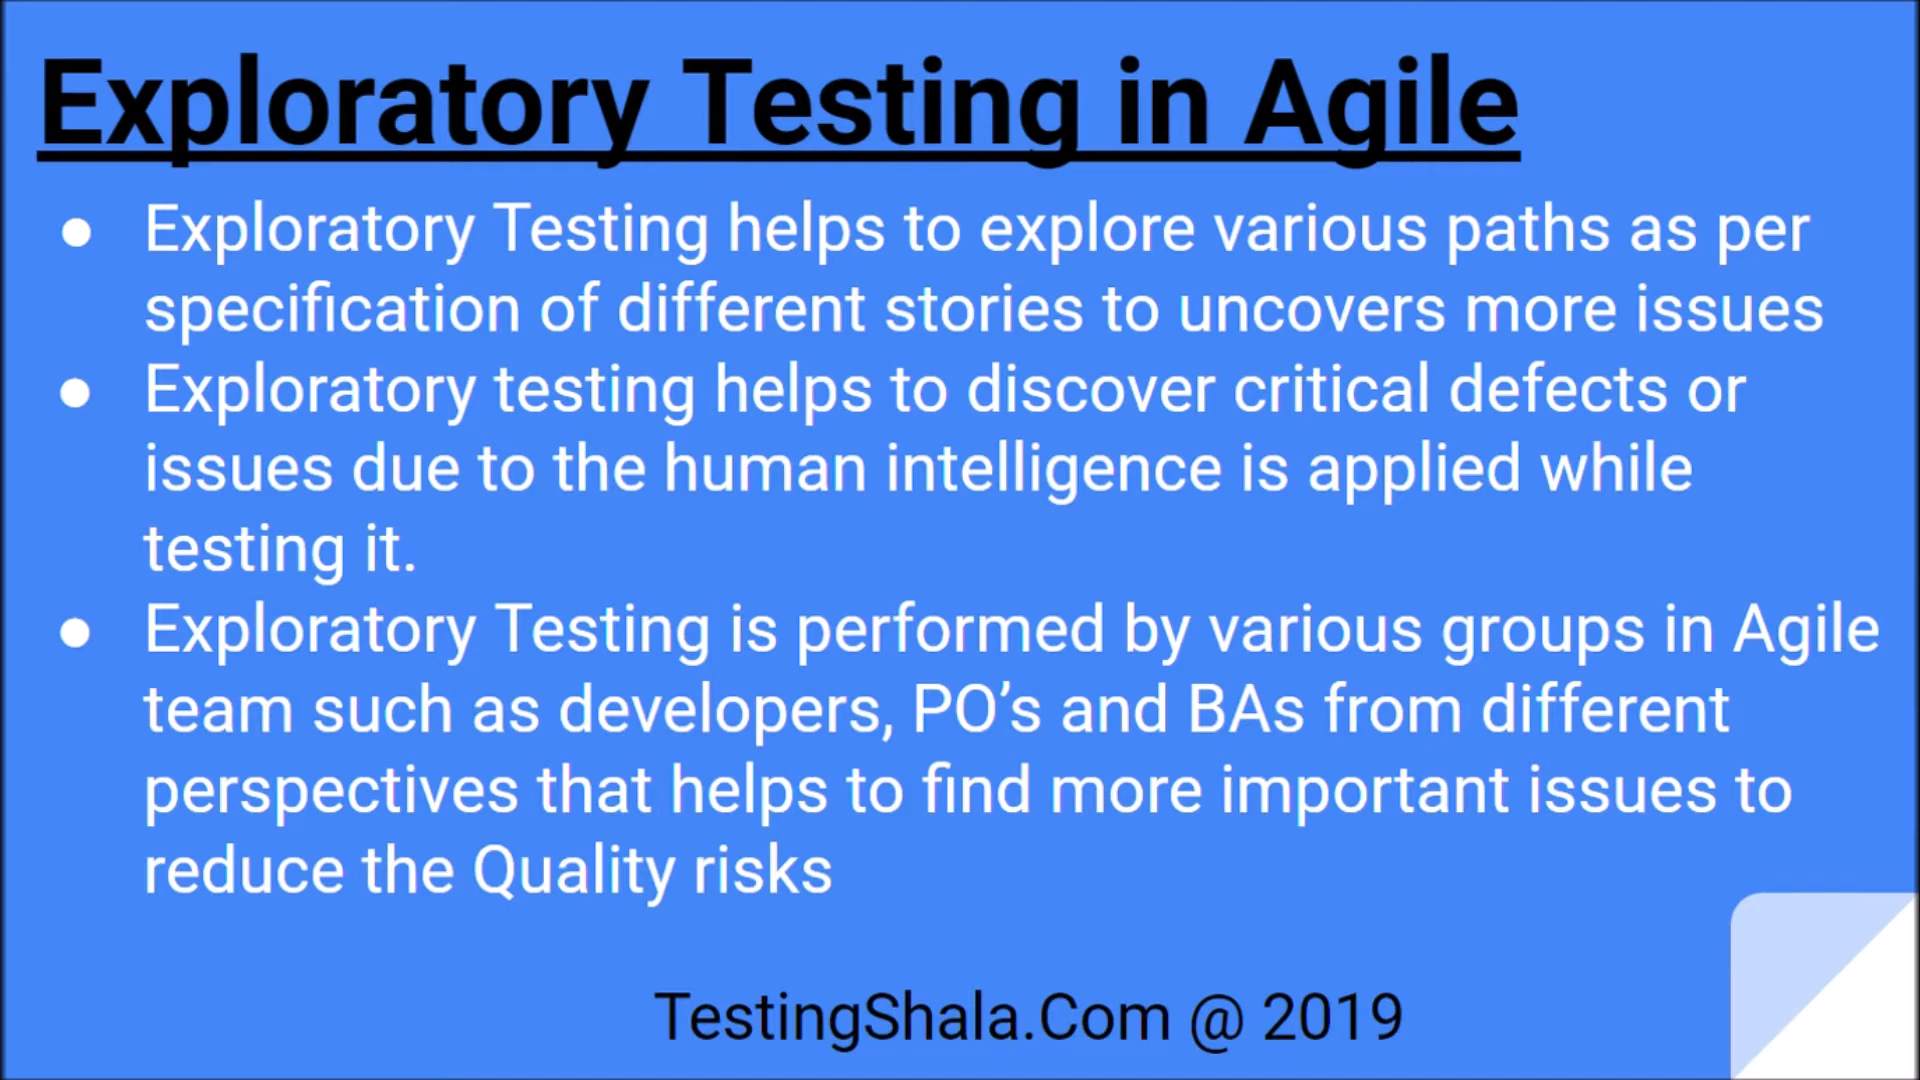 Exploratory Testing in Agile
● Exploratory Testing helps to explore various paths as per
specification of different stories to uncovers more issues
● Exploratory testing helps to discover critical defects or
issues due to the human intelligence is applied while
testing it.
● Exploratory Testing is performed by various groups in Agile
team such as developers, PO’s and BAs from different
perspectives that helps to find more important issues to
reduce the Quality risks
TestingShala.Com @ 2019